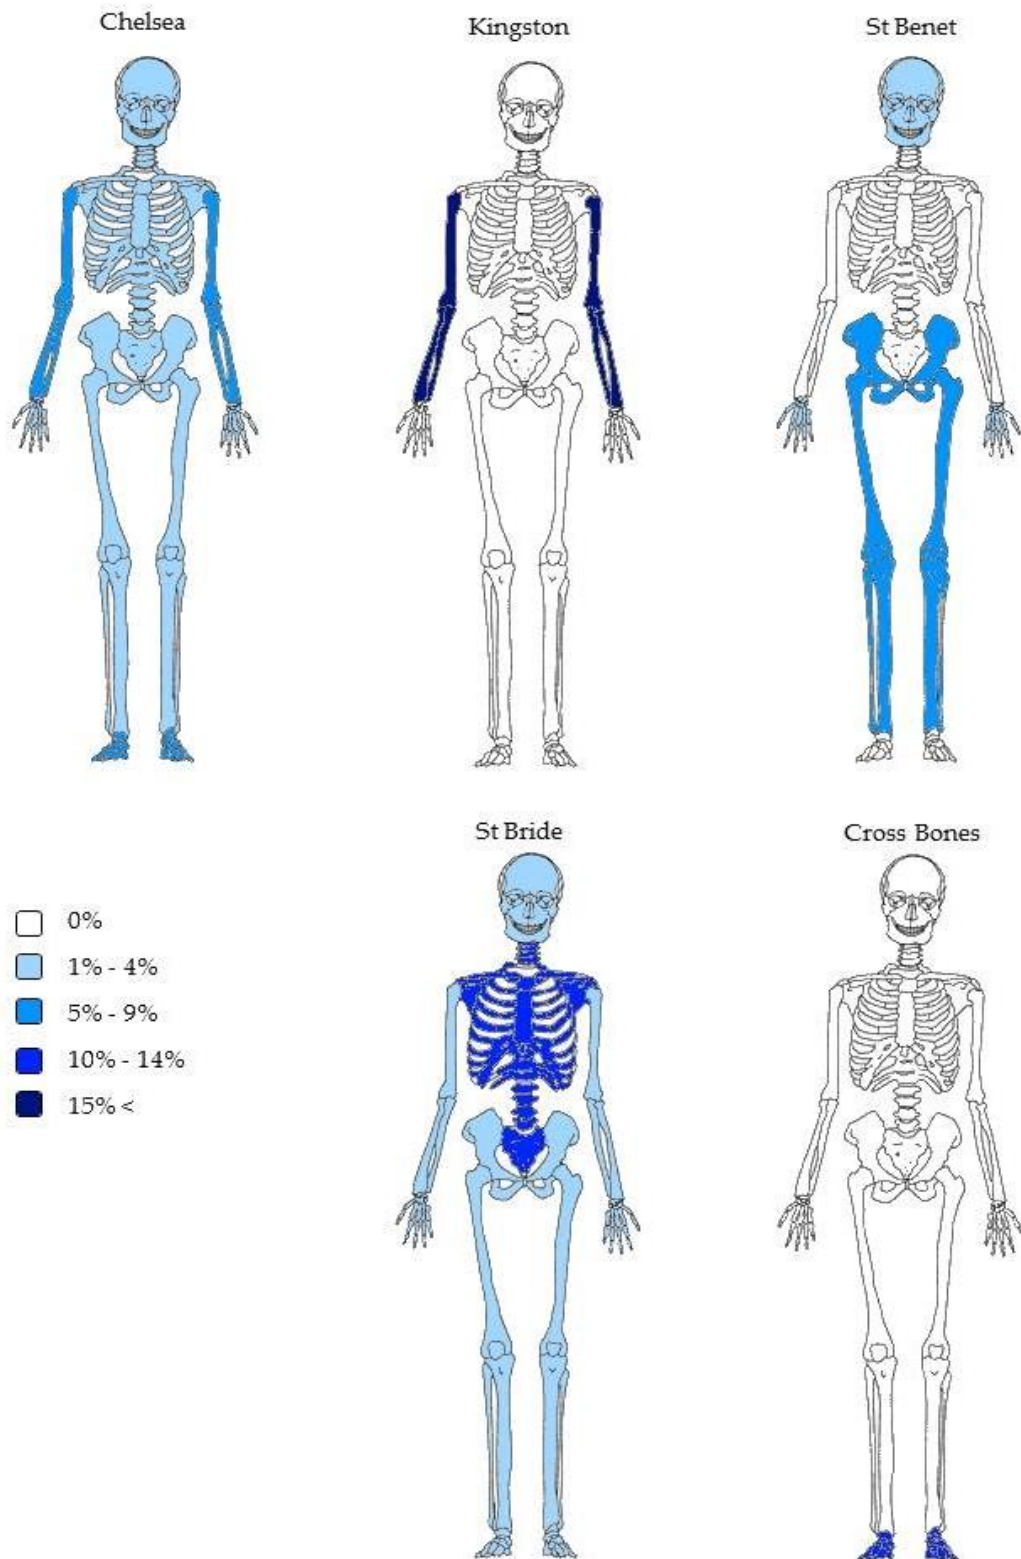 Chelsea
Kingston
St Benet
St Bride
Cross Bones
0%
1% - 4%
5% - 9%
10% - 14%
15% <